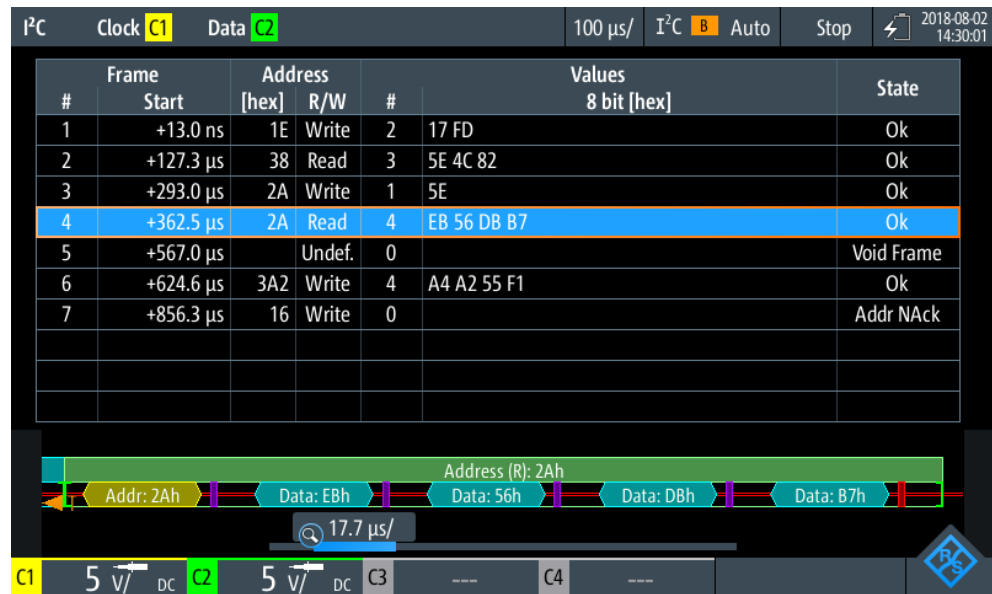 I²C Clock C1 Data C2 100 µs/ I²C B Auto Stop 2018-08-02
14:30:01
Frame Address Values State
# Start [hex] R/W # 8 bit [hex]
1 +13.0 ns 1E Write 2 17 FD Ok
2 +127.3 µs 38 Read 3 5E 4C 82 Ok
3 +293.0 µs 2A Write 1 5E Ok
4 +362.5 µs 2A Read 4 EB 56 DB B7 Ok
5 +567.0 µs Undef. 0 Void Frame
6 +624.6 µs 3A2 Write 4 A4 A2 55 F1 Ok
7 +856.3 µs 16 Write 0 Addr NAck
Address (R): 2Ah
T Addr: 2Ah Data: EBh Data: 56h Data: DBh Data: B7h
17.7 µs/
C1 5 V/ DC C2 5 V/ DC C3 --- C4 ---
R&S